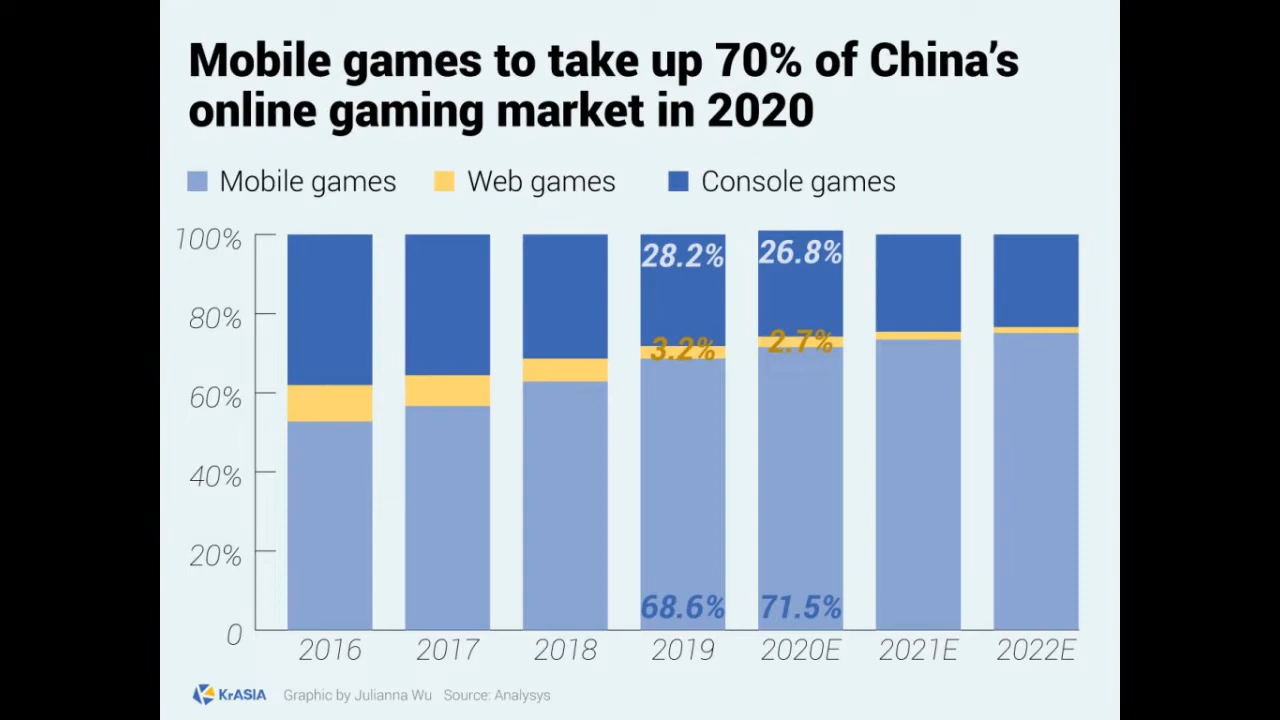 Mobile games to take up 70% of China's
online gaming market in 2020
Mobile games Web games Console games
100%
80%
60%
40%
20%
0
28.2% 26.8%
3.2% 2.7%
68.6% 71.5%
2016 2017 2018 2019 2020E 2021E 2022E
KrASIA Graphic by Julianna Wu Source: Analysys